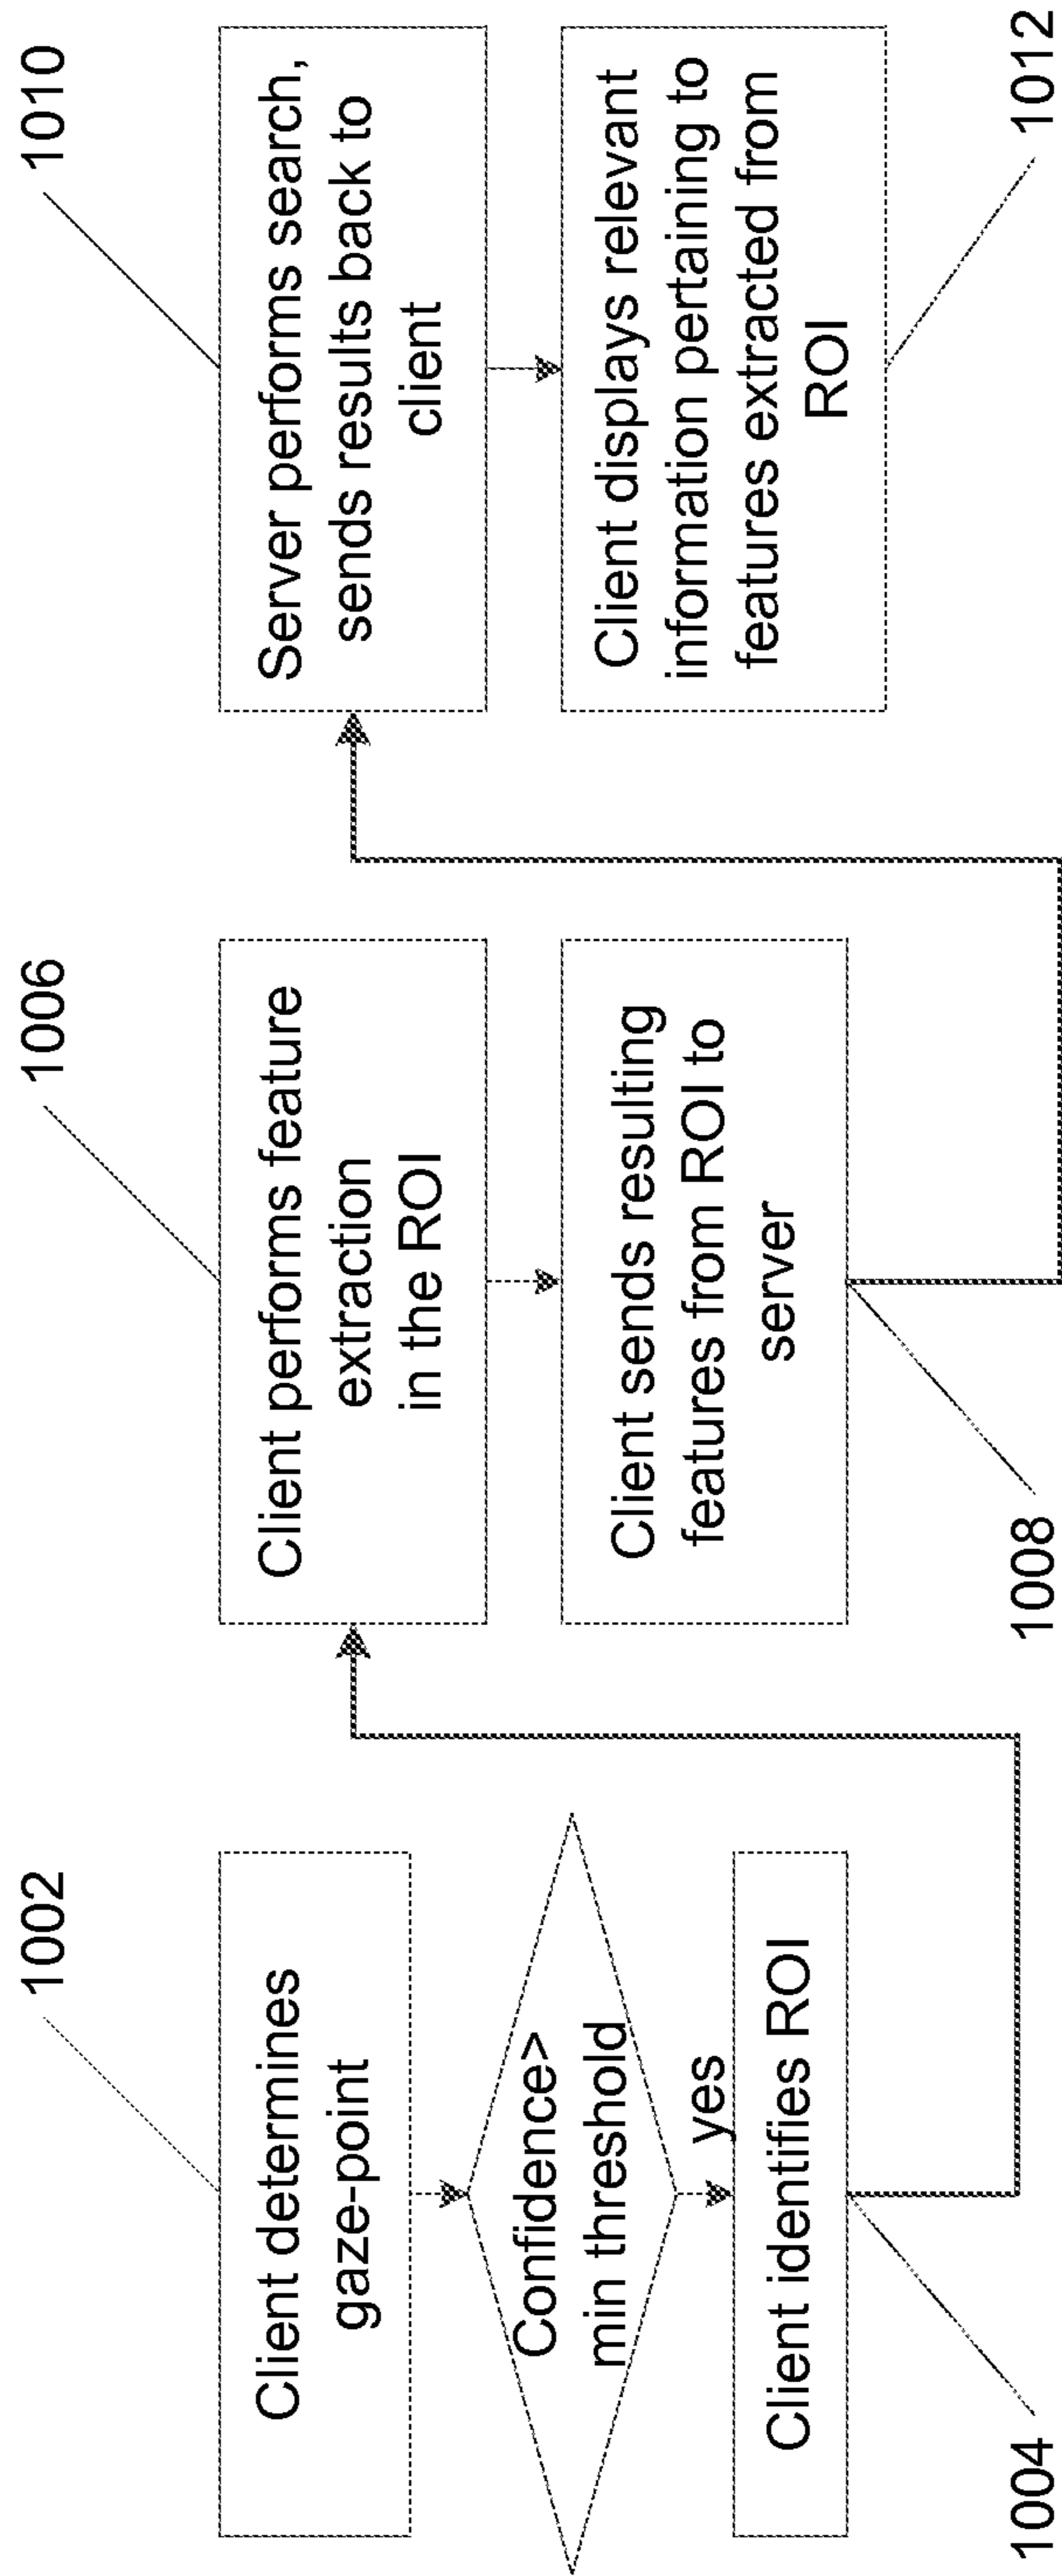 1002
Client determines
gaze-point
Confidence>
min threshold
yes
Client identifies ROI
1004
1006
Client performs feature
extraction
in the ROI
Client sends resulting
features from ROI to
server
1008
1010
Server performs search,
sends results back to
client
Client displays relevant
information pertaining to
features extracted from
ROI
1012